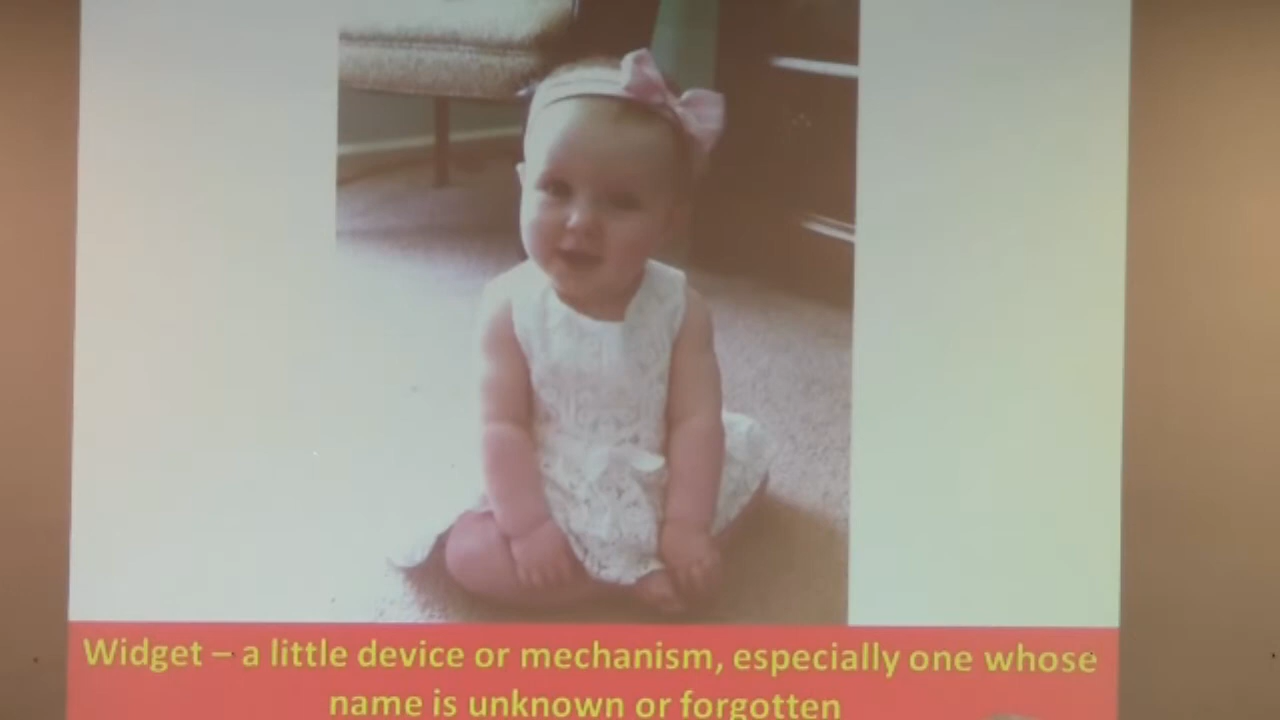 Widget – a little device or mechanism, especially one whose
name is unknown or forgotten